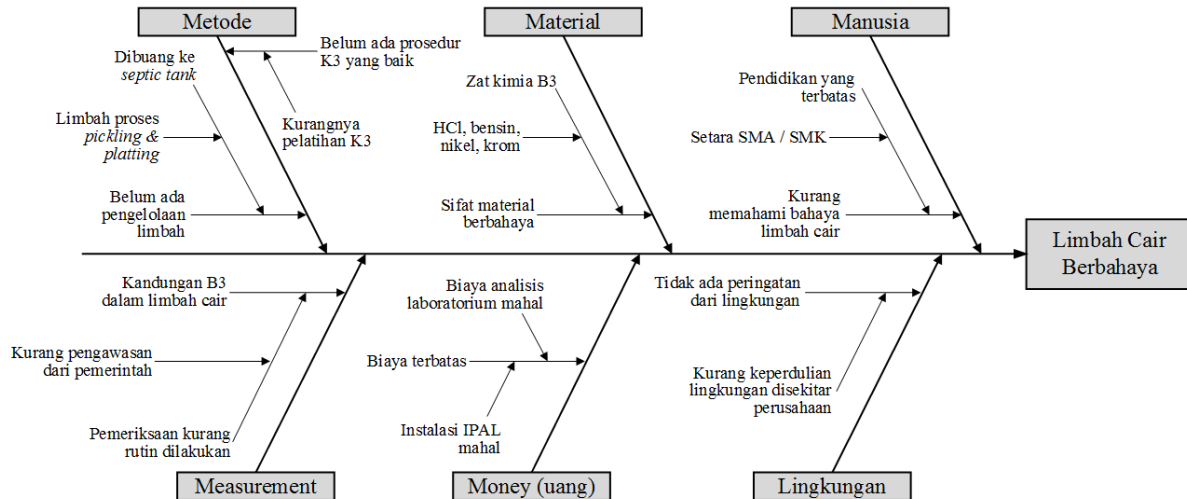 Metode
Material
Manusia
Belum ada prosedur
K3 yang baik
Dibuang ke
septic tank
Limbah proses
pickling &
platting
Kurangnya
pelatihan K3
Belum ada
pengelolaan
limbah
Zat kimia B3
HCl, bensin,
nikel, krom
Sifat material
berbahaya
Pendidikan yang
terbatas
Setara SMA / SMK
Kurang
memahami bahaya
limbah cair
Limbah Cair
Berbahaya
Kandungan B3
dalam limbah cair
Kurang pengawasan
dari pemerintah
Pemeriksaan kurang
rutin dilakukan
Biaya analisis
laboratorium mahal
Biaya terbatas
Instalasi IPAL
mahal
Tidak ada peringatan
dari lingkungan
Kurang keperdulian
lingkungan disekitar
perusahaan
Measurement
Money (uang)
Lingkungan